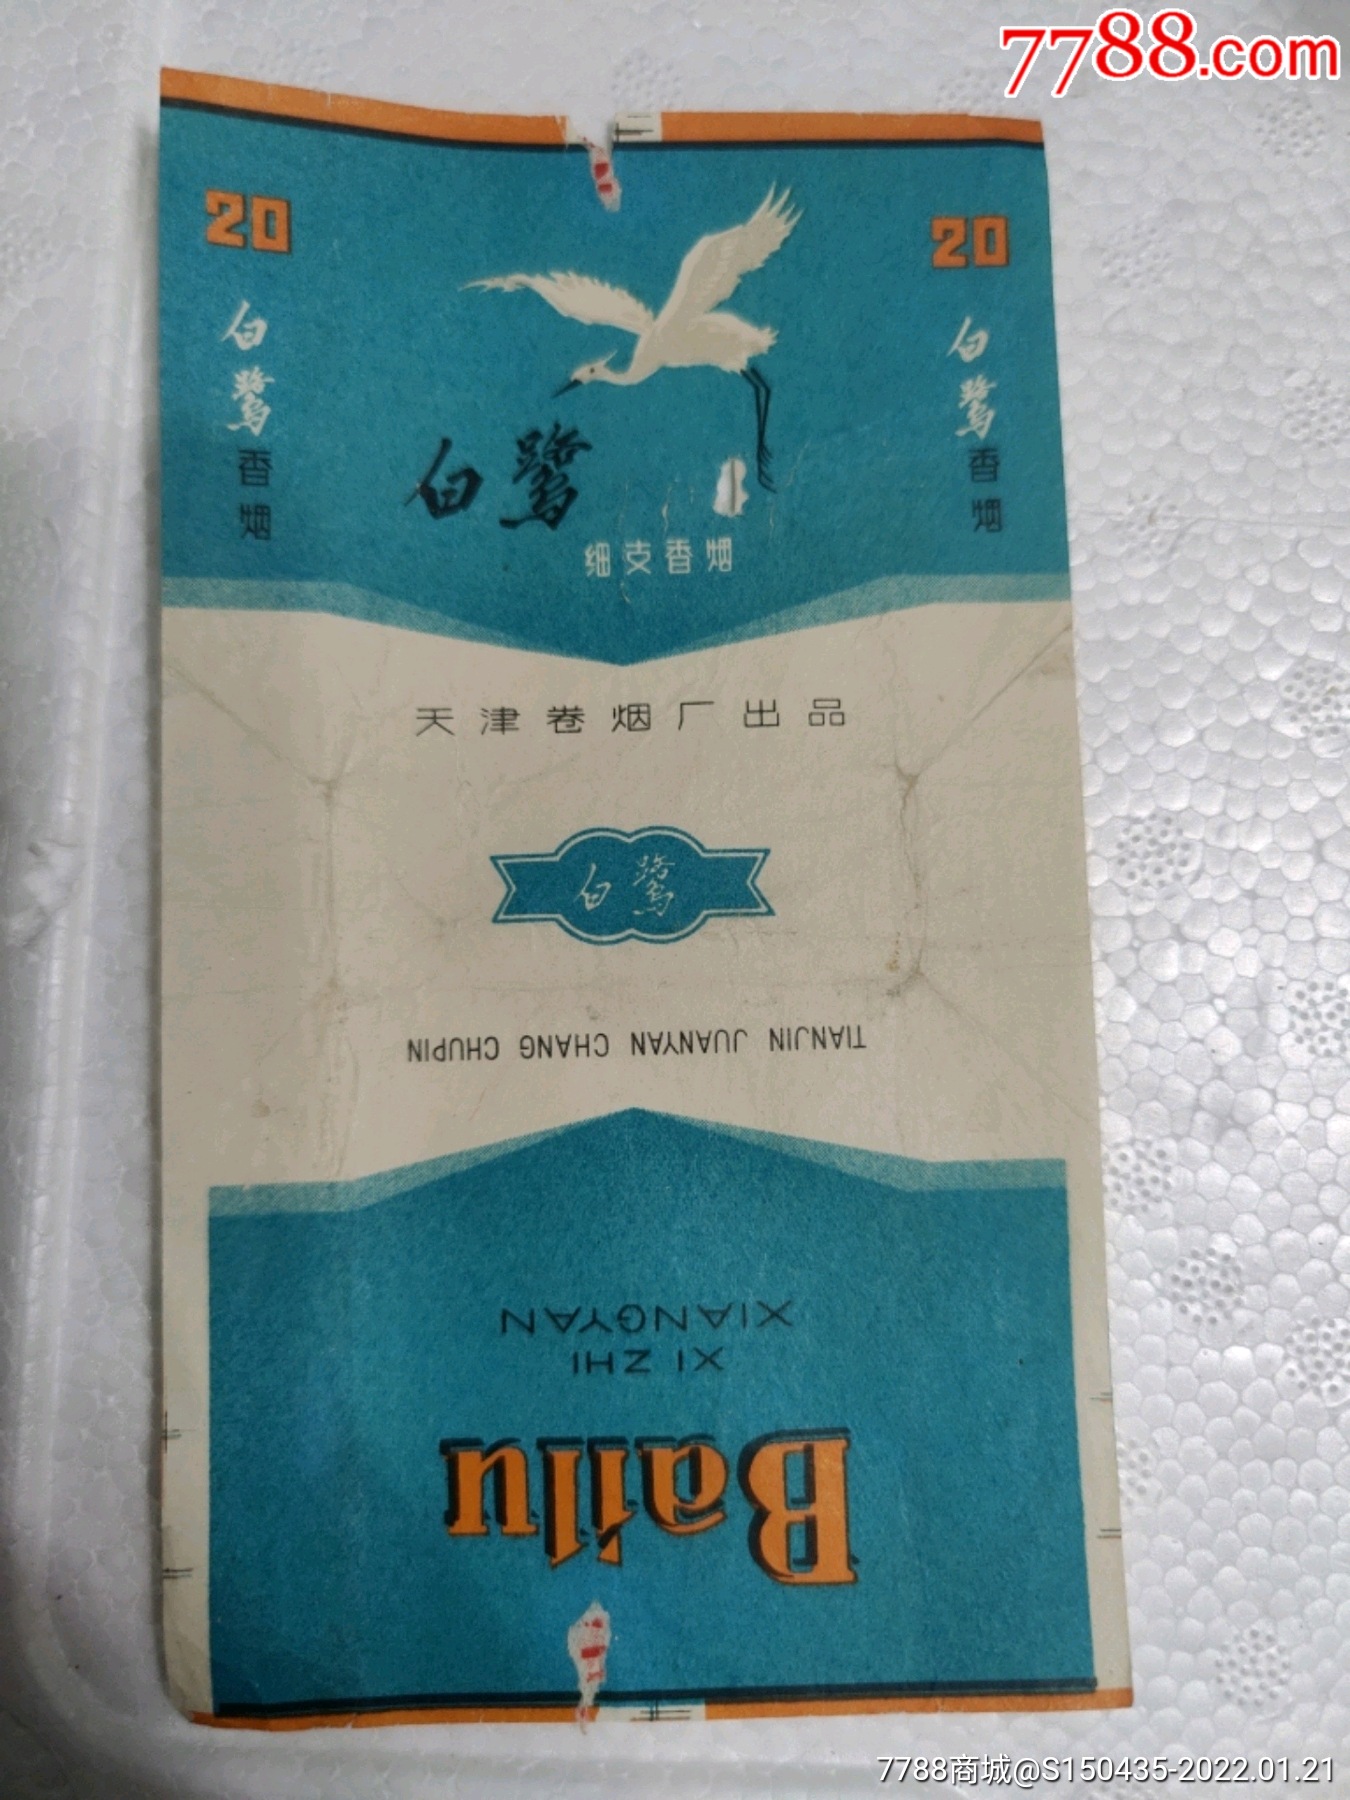 7788.com
20
白鹭
香烟
20
白鹭
香烟
白鹭
细支香烟
天津卷烟厂出品
白鹭
TIANJIN JUANYAN CHANG CHUPIN
XIANGYAN
XI ZHI
Bailu
7788商城@S150435-2022.01.21